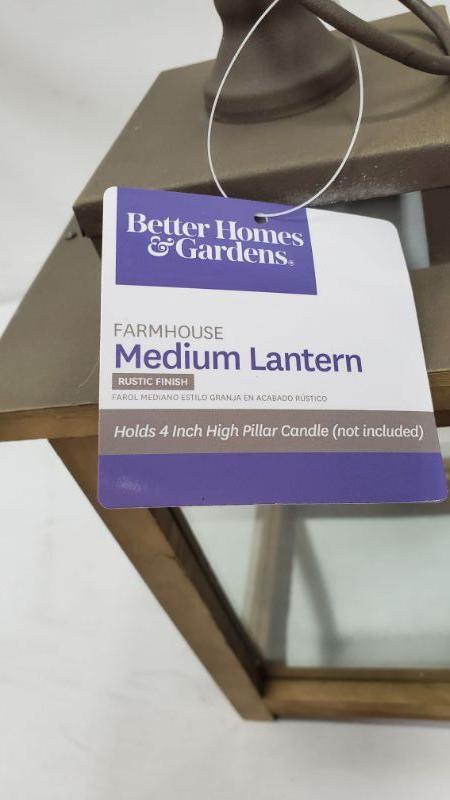 Better Homes
& Gardens®
FARMHOUSE
Medium Lantern
RUSTIC FINISH
FAROL MEDIANO ESTILO GRANJA EN ACABADO RÚSTICO
Holds 4 Inch High Pillar Candle (not included)